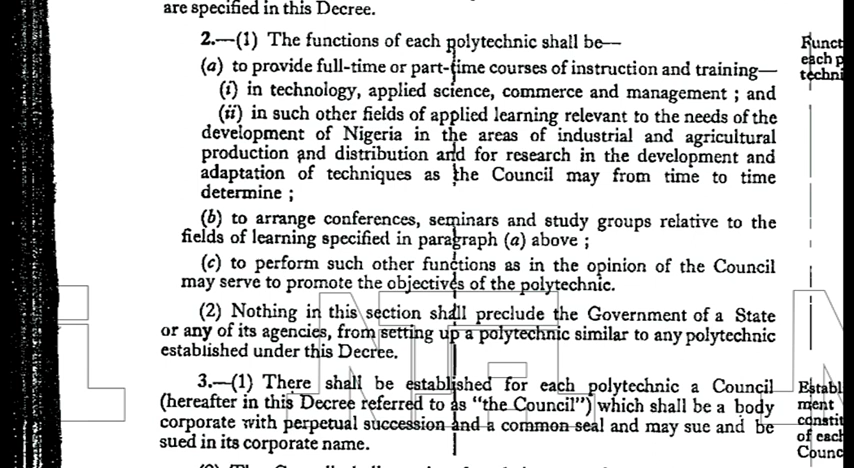 are specified in this Decree.
2.—(1) The functions of each polytechnic shall be—
(a) to provide full-time or part-time courses of instruction and training—
(i) in technology, applied science, commerce and management ; and
(ii) in such other fields of applied learning relevant to the needs of the
development of Nigeria in the areas of industrial and agricultural
production and distribution and for research in the development and
adaptation of techniques as the Council may from time to time
determine ;
(b) to arrange conferences, seminars and study groups relative to the
fields of learning specified in paragraph (a) above ;
(c) to perform such other functions as in the opinion of the Council
may serve to promote the objectives of the polytechnic.
(2) Nothing in this section shall preclude the Government of a State
or any of its agencies, from setting up a polytechnic similar to any polytechnic
established under this Decree.
3.—(1) There shall be established for each polytechnic a Council
(hereafter in this Decree referred to as "the Council") which shall be a body
corporate with perpetual succession and a common seal and may sue and be
sued in its corporate name.
Funct
each p
techni
Establ
ment
constit
of each
Counc